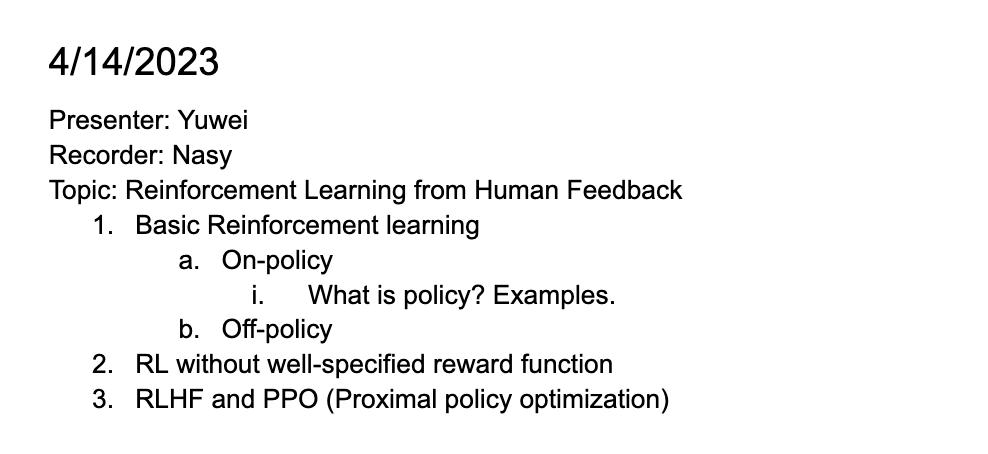 4/14/2023
Presenter: Yuwei
Recorder: Nasy
Topic: Reinforcement Learning from Human Feedback
1. Basic Reinforcement learning
a. On-policy
i. What is policy? Examples.
b. Off-policy
2. RL without well-specified reward function
3. RLHF and PPO (Proximal policy optimization)